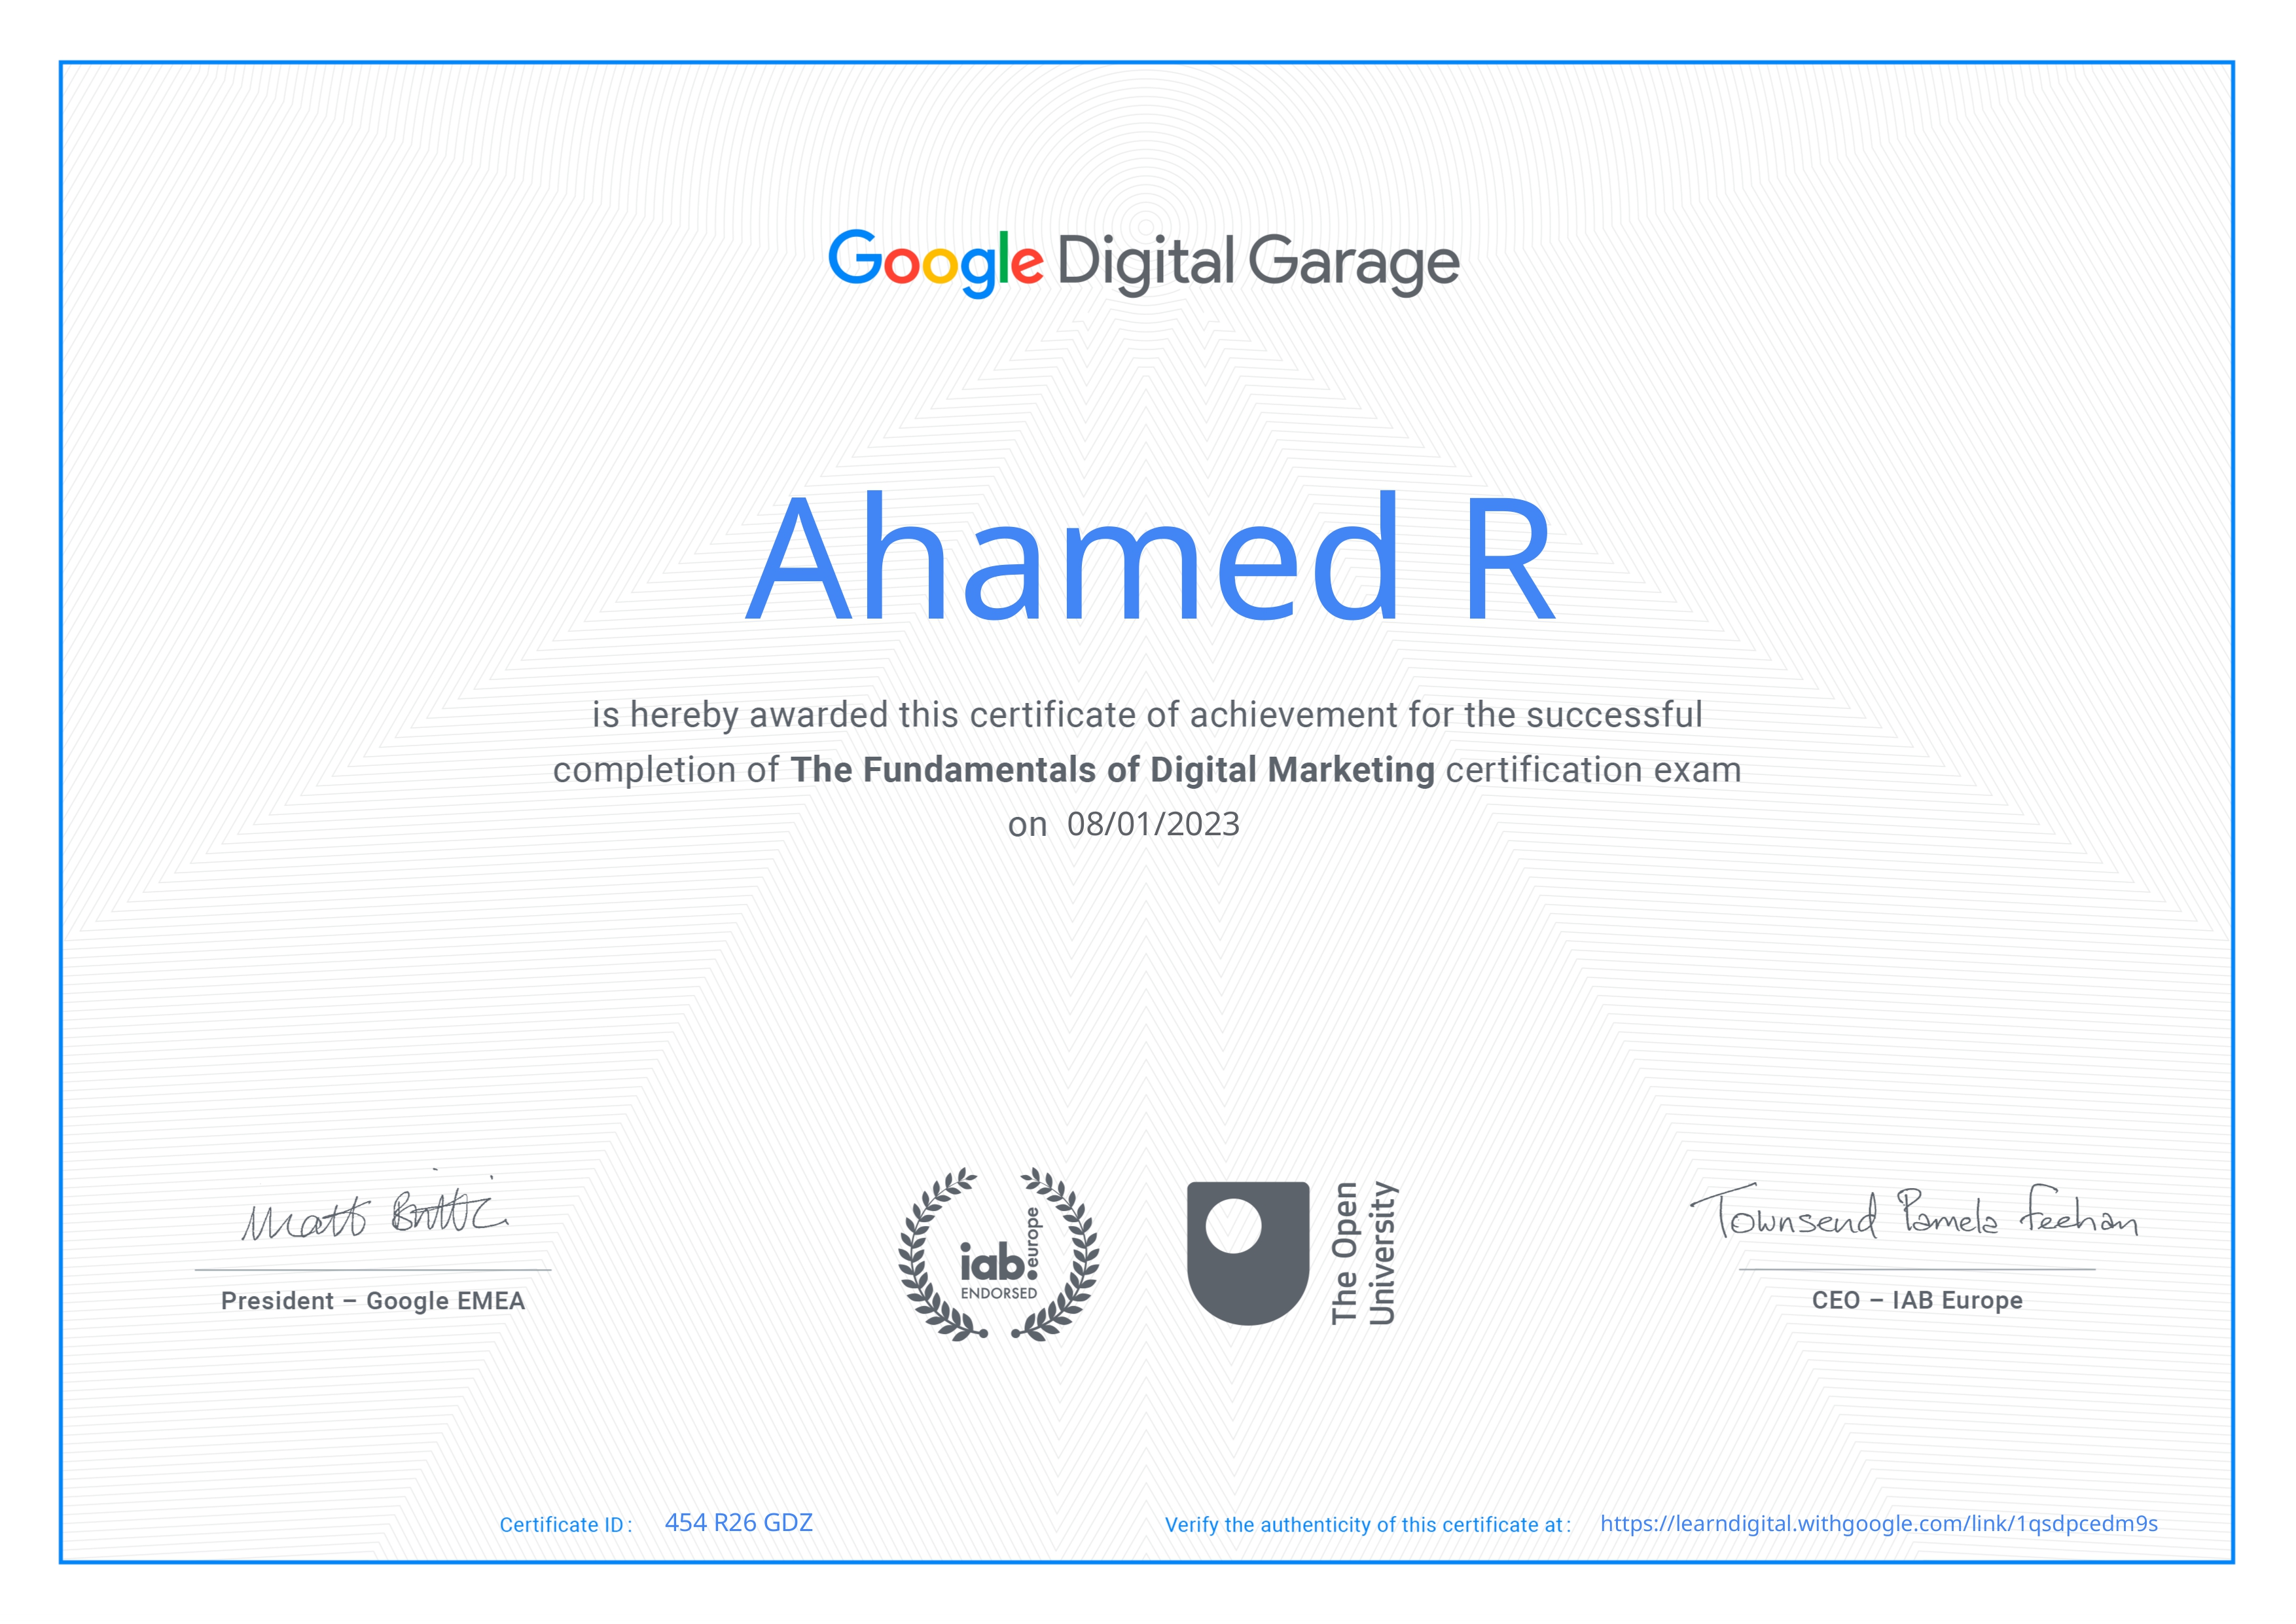 Google Digital Garage
Ahamed R
is hereby awarded this certificate of achievement for the successful
completion of The Fundamentals of Digital Marketing certification exam
on 08/01/2023
Matt Brittin
President – Google EMEA
iab.europe
ENDORSED
The Open
University
Townsend Pamela Feehan
CEO – IAB Europe
Certificate ID: 454 R26 GDZ
Verify the authenticity of this certificate at: https://learndigital.withgoogle.com/link/1qsdpcedm9s